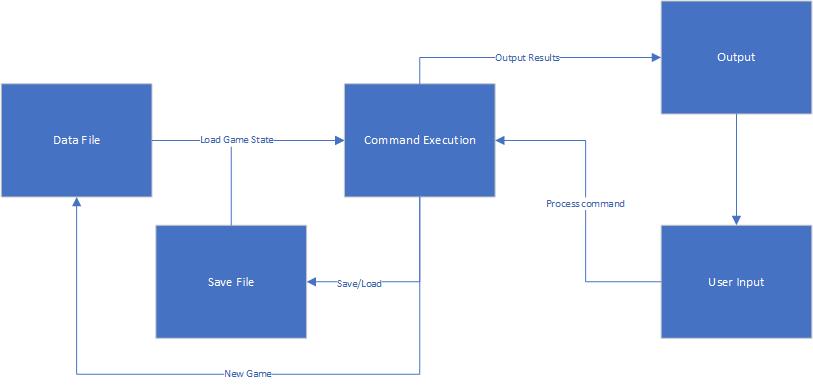 Output Results
Output
Data File
Load Game State
Command Execution
Process command
Save File
Save/Load
User Input
New Game